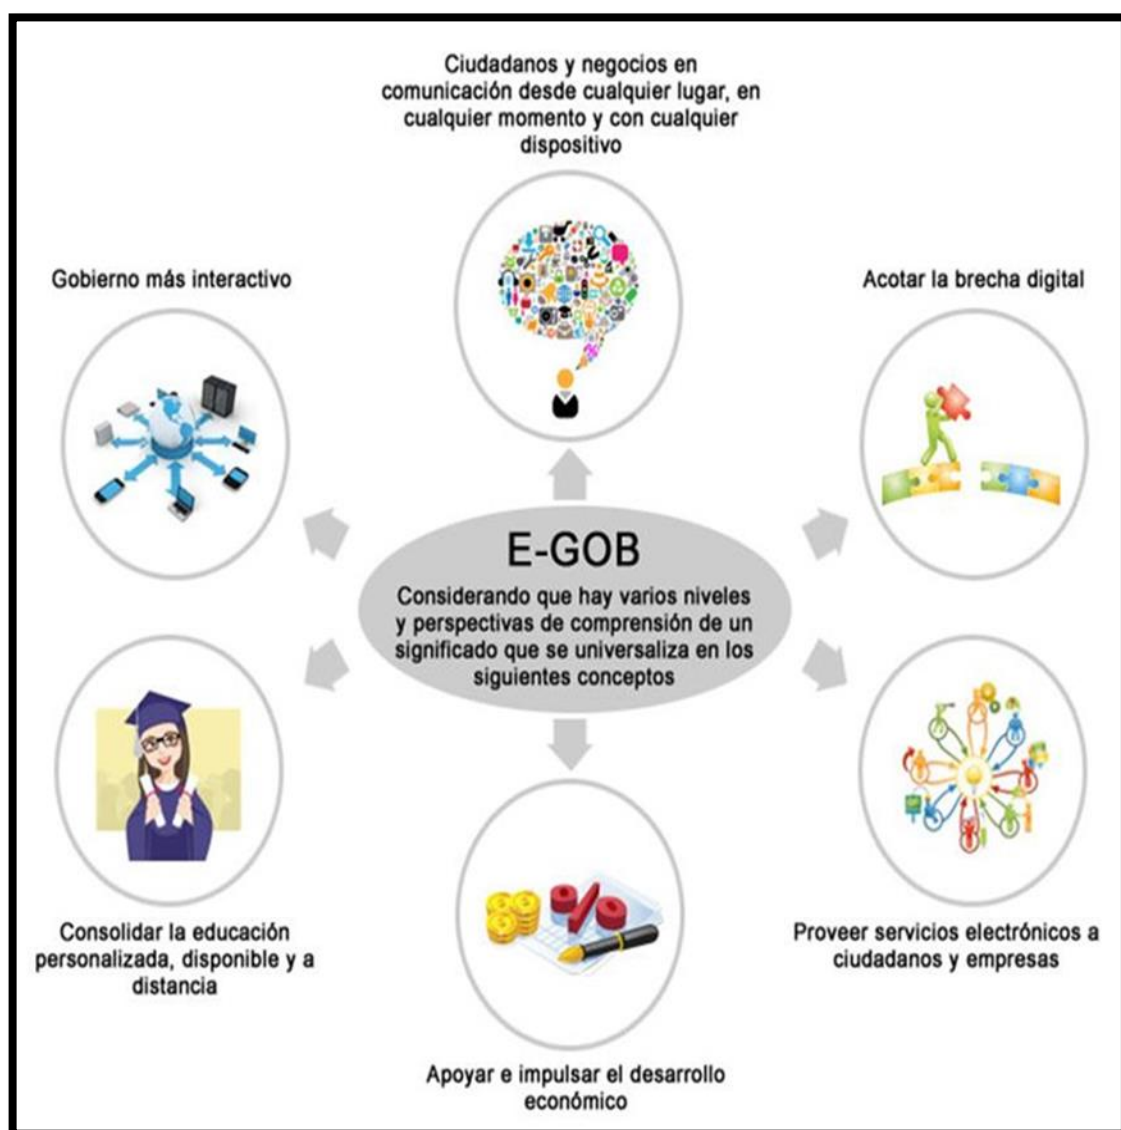 Ciudadanos y negocios en
comunicación desde cualquier lugar, en
cualquier momento y con cualquier
dispositivo
Gobierno más interactivo
Acotar la brecha digital
E-GOB
Considerando que hay varios niveles
y perspectivas de comprensión de un
significado que se universaliza en los
siguientes conceptos
Consolidar la educación
personalizada, disponible y a
distancia
Proveer servicios electrónicos a
ciudadanos y empresas
Apoyar e impulsar el desarrollo
económico